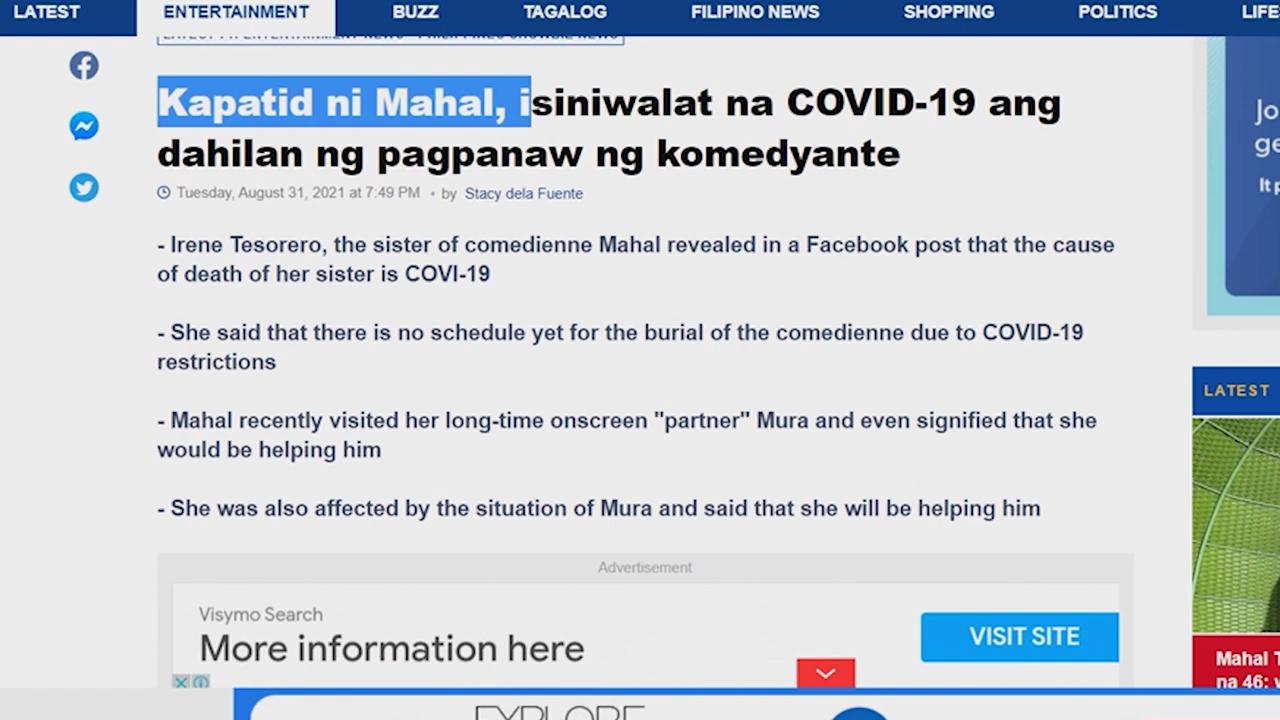 LATEST
ENTERTAINMENT
BUZZ
TAGALOG
FILIPINO NEWS
SHOPPING
POLITICS
LIFE
Kapatid ni Mahal, isiniwalat na COVID-19 ang
dahilan ng pagpanaw ng komedyante
Tuesday, August 31, 2021 at 7:49 PM • by Stacy dela Fuente
- Irene Tesorero, the sister of comedienne Mahal revealed in a Facebook post that the cause
of death of her sister is COVI-19
- She said that there is no schedule yet for the burial of the comedienne due to COVID-19
restrictions
- Mahal recently visited her long-time onscreen "partner" Mura and even signified that she
would be helping him
- She was also affected by the situation of Mura and said that she will be helping him
Advertisement
Visymo Search
More information here
VISIT SITE
EXPLORE
Jo
ge
It p
LATEST
Mahal T
na 46; v